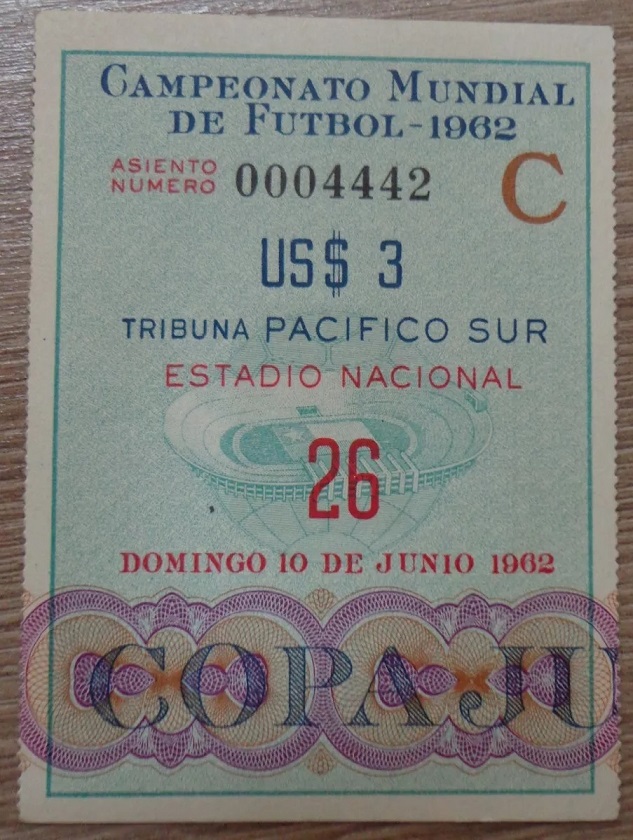 CAMPEONATO MUNDIAL
DE FUTBOL-1962
ASIENTO
NUMERO 0004442
C
US$ 3
TRIBUNA PACIFICO SUR
ESTADIO NACIONAL
26
DOMINGO 10 DE JUNIO 1962
COPA JU